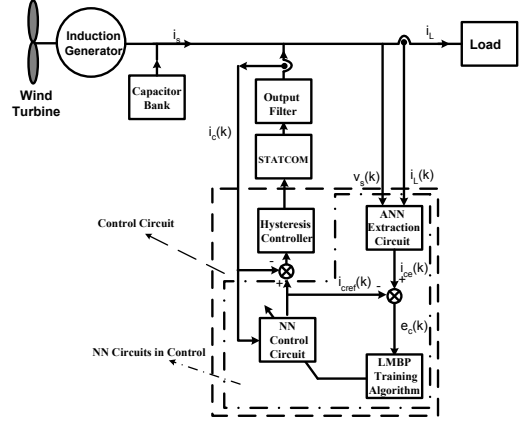 Induction
Generator
i_s
i_L
Load
Wind
Turbine
Capacitor
Bank
Output
Filter
i_c(k)
STATCOM
v_s(k)
i_L(k)
Control Circuit
Hysteresis
Controller
ANN
Extraction
Circuit
-
+
i_cref(k)
i_ce(k)
-
+
e_c(k)
NN
Control
Circuit
NN Circuits in Control
LMBP
Training
Algorithm